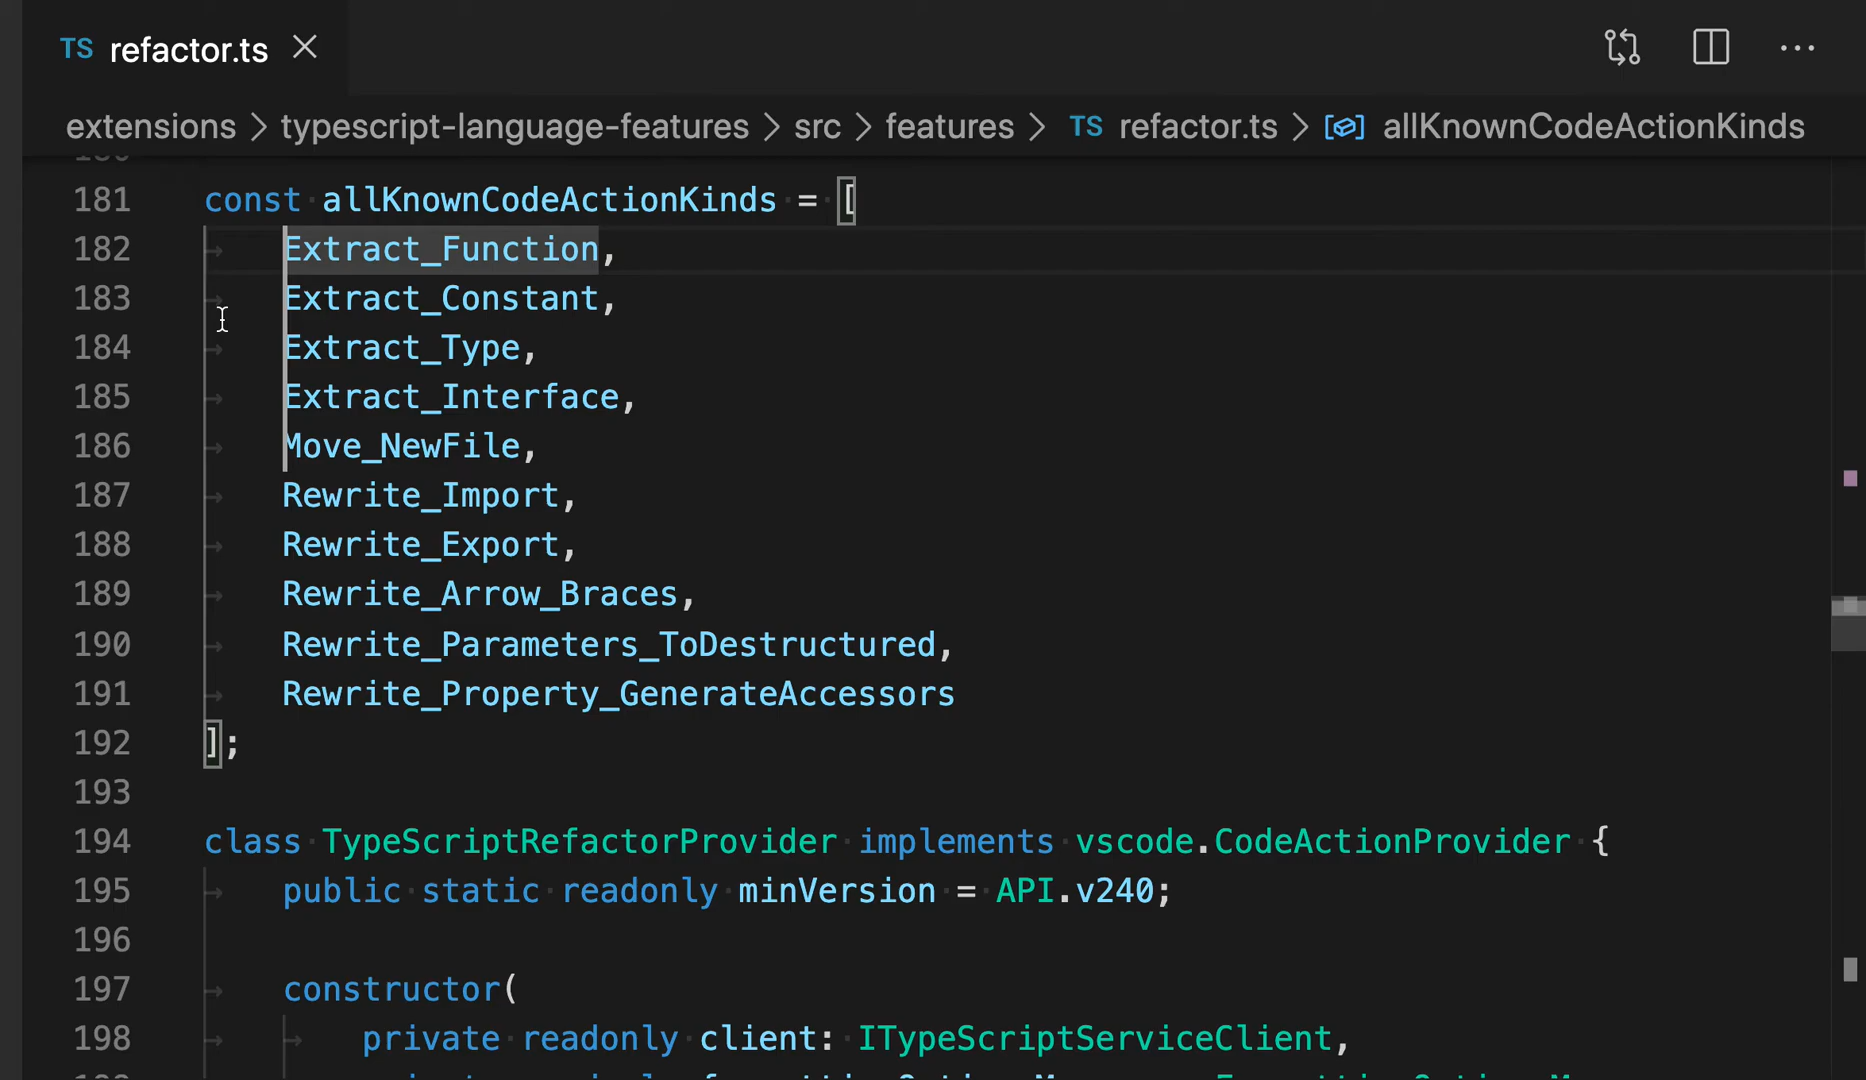 TS refactor.ts
extensions > typescript-language-features > src > features > TS refactor.ts > allKnownCodeActionKinds
181 const allKnownCodeActionKinds = [
182 Extract_Function,
183 Extract_Constant,
184 Extract_Type,
185 Extract_Interface,
186 Move_NewFile,
187 Rewrite_Import,
188 Rewrite_Export,
189 Rewrite_Arrow_Braces,
190 Rewrite_Parameters_ToDestructured,
191 Rewrite_Property_GenerateAccessors
192 ];
193
194 class TypeScriptRefactorProvider implements vscode.CodeActionProvider {
195 public static readonly minVersion = API.v240;
196
197 constructor(
198 private readonly client: ITypeScriptServiceClient,